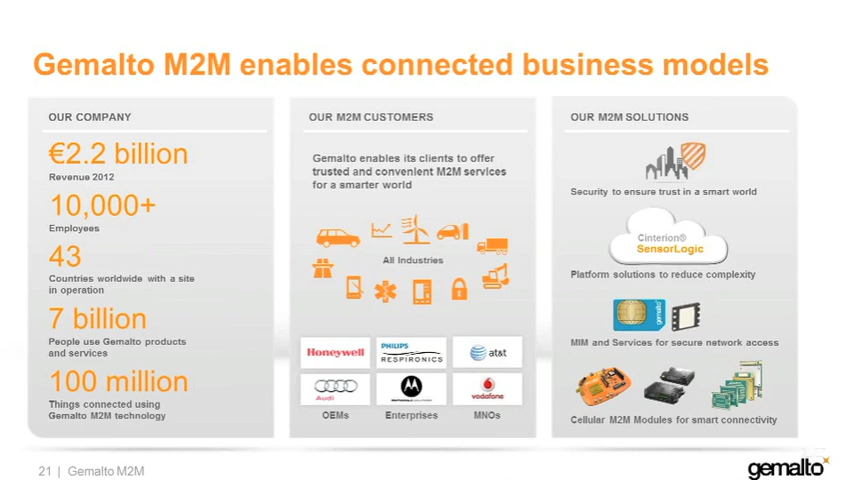 Gemalto M2M enables connected business models
OUR COMPANY
€2.2 billion
Revenue 2012
10,000+
Employees
43
Countries worldwide with a site
in operation
7 billion
People use Gemalto products
and services
100 million
Things connected using
Gemalto M2M technology
OUR M2M CUSTOMERS
Gemalto enables its clients to offer
trusted and convenient M2M services
for a smarter world
All Industries
Honeywell
PHILIPS
RESPIRONICS
at&t
Audi
MOTOROLA SOLUTIONS
vodafone
OEMs
Enterprises
MNOs
OUR M2M SOLUTIONS
Security to ensure trust in a smart world
Cinterion®
SensorLogic
Platform solutions to reduce complexity
gemalto
MIM and Services for secure network access
Cellular M2M Modules for smart connectivity
21 | Gemalto M2M
gemalto